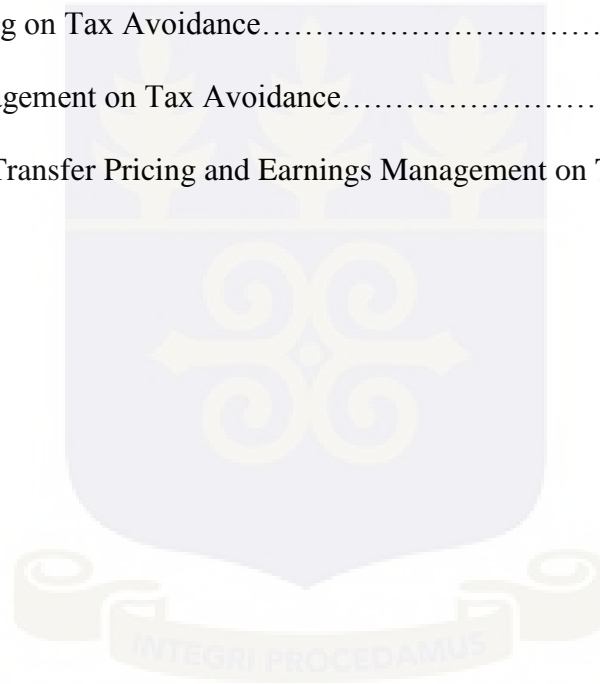 g on Tax Avoidance……………………………
gement on Tax Avoidance……………………
Transfer Pricing and Earnings Management on T
INTEGRI PROCEDAMUS